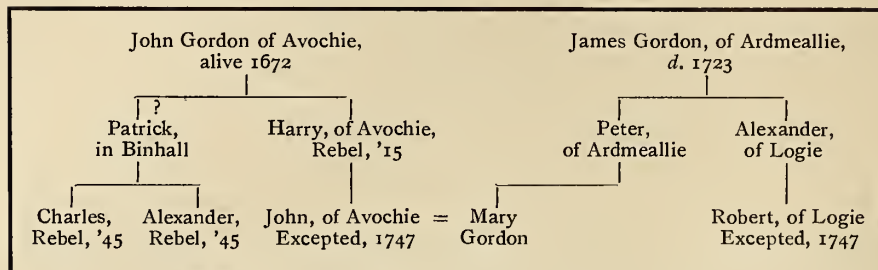 John Gordon of Avochie,
alive 1672
James Gordon, of Ardmeallie,
d. 1723
?
Patrick,
in Binhall
Harry, of Avochie,
Rebel, '15
Peter,
of Ardmeallie
Alexander,
of Logie
Charles,
Rebel, '45
Alexander,
Rebel, '45
John, of Avochie
Excepted, 1747
=
Mary
Gordon
Robert, of Logie
Excepted, 1747